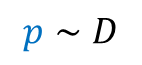 𝑝 ~ 𝐷